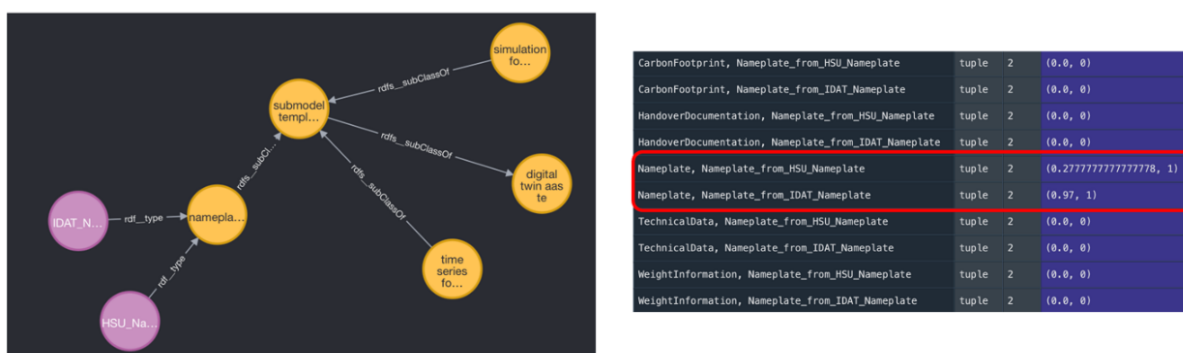 simulation
fo...
rdfs__subClassOf
submodel
templ...
rdfs__subClassOf
rdfs__subCl...
rdfs__subClassOf
digital
twin aas
te
IDAT_N...
rdf__type
namepla...
rdf__type
time
series
fo...
HSU_Na...
CarbonFootprint, Nameplate_from_HSU_Nameplate tuple 2 (0.0, 0)
CarbonFootprint, Nameplate_from_IDAT_Nameplate tuple 2 (0.0, 0)
HandoverDocumentation, Nameplate_from_HSU_Nameplate tuple 2 (0.0, 0)
HandoverDocumentation, Nameplate_from_IDAT_Nameplate tuple 2 (0.0, 0)
Nameplate, Nameplate_from_HSU_Nameplate tuple 2 (0.2777777777777778, 1)
Nameplate, Nameplate_from_IDAT_Nameplate tuple 2 (0.97, 1)
TechnicalData, Nameplate_from_HSU_Nameplate tuple 2 (0.0, 0)
TechnicalData, Nameplate_from_IDAT_Nameplate tuple 2 (0.0, 0)
WeightInformation, Nameplate_from_HSU_Nameplate tuple 2 (0.0, 0)
WeightInformation, Nameplate_from_IDAT_Nameplate tuple 2 (0.0, 0)